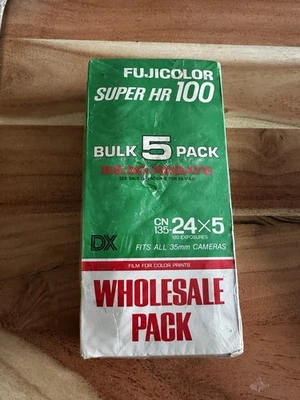 FUJICOLOR
SUPER HR 100
BULK 5 PACK
DX
CN
135-24×5
120 EXPOSURES
FITS ALL 35mm CAMERAS
FILM FOR COLOR PRINTS
WHOLESALE
PACK